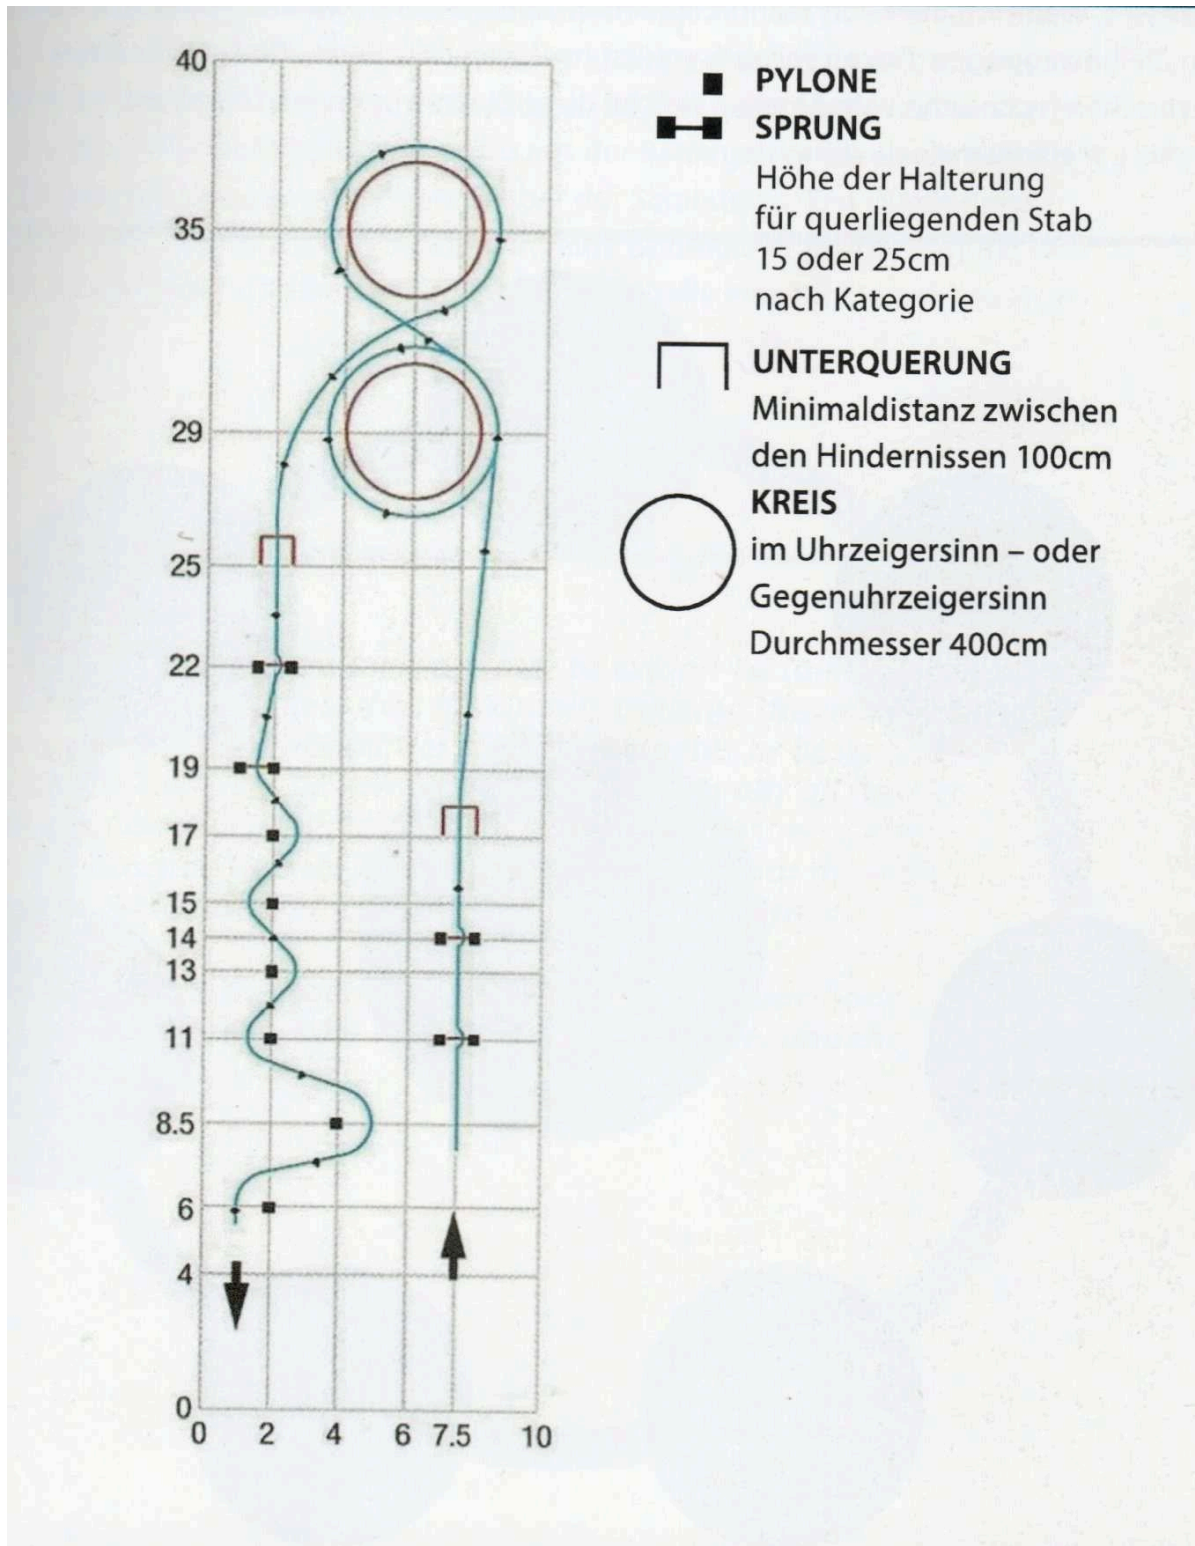 40
35
29
25
22
19
17
15
14
13
11
8.5
6
4
0
0 2 4 6 7.5 10
PYLONE
SPRUNG
Höhe der Halterung
für querliegenden Stab
15 oder 25cm
nach Kategorie
UNTERQUERUNG
Minimaldistanz zwischen
den Hindernissen 100cm
KREIS
im Uhrzeigersinn – oder
Gegenuhrzeigersinn
Durchmesser 400cm